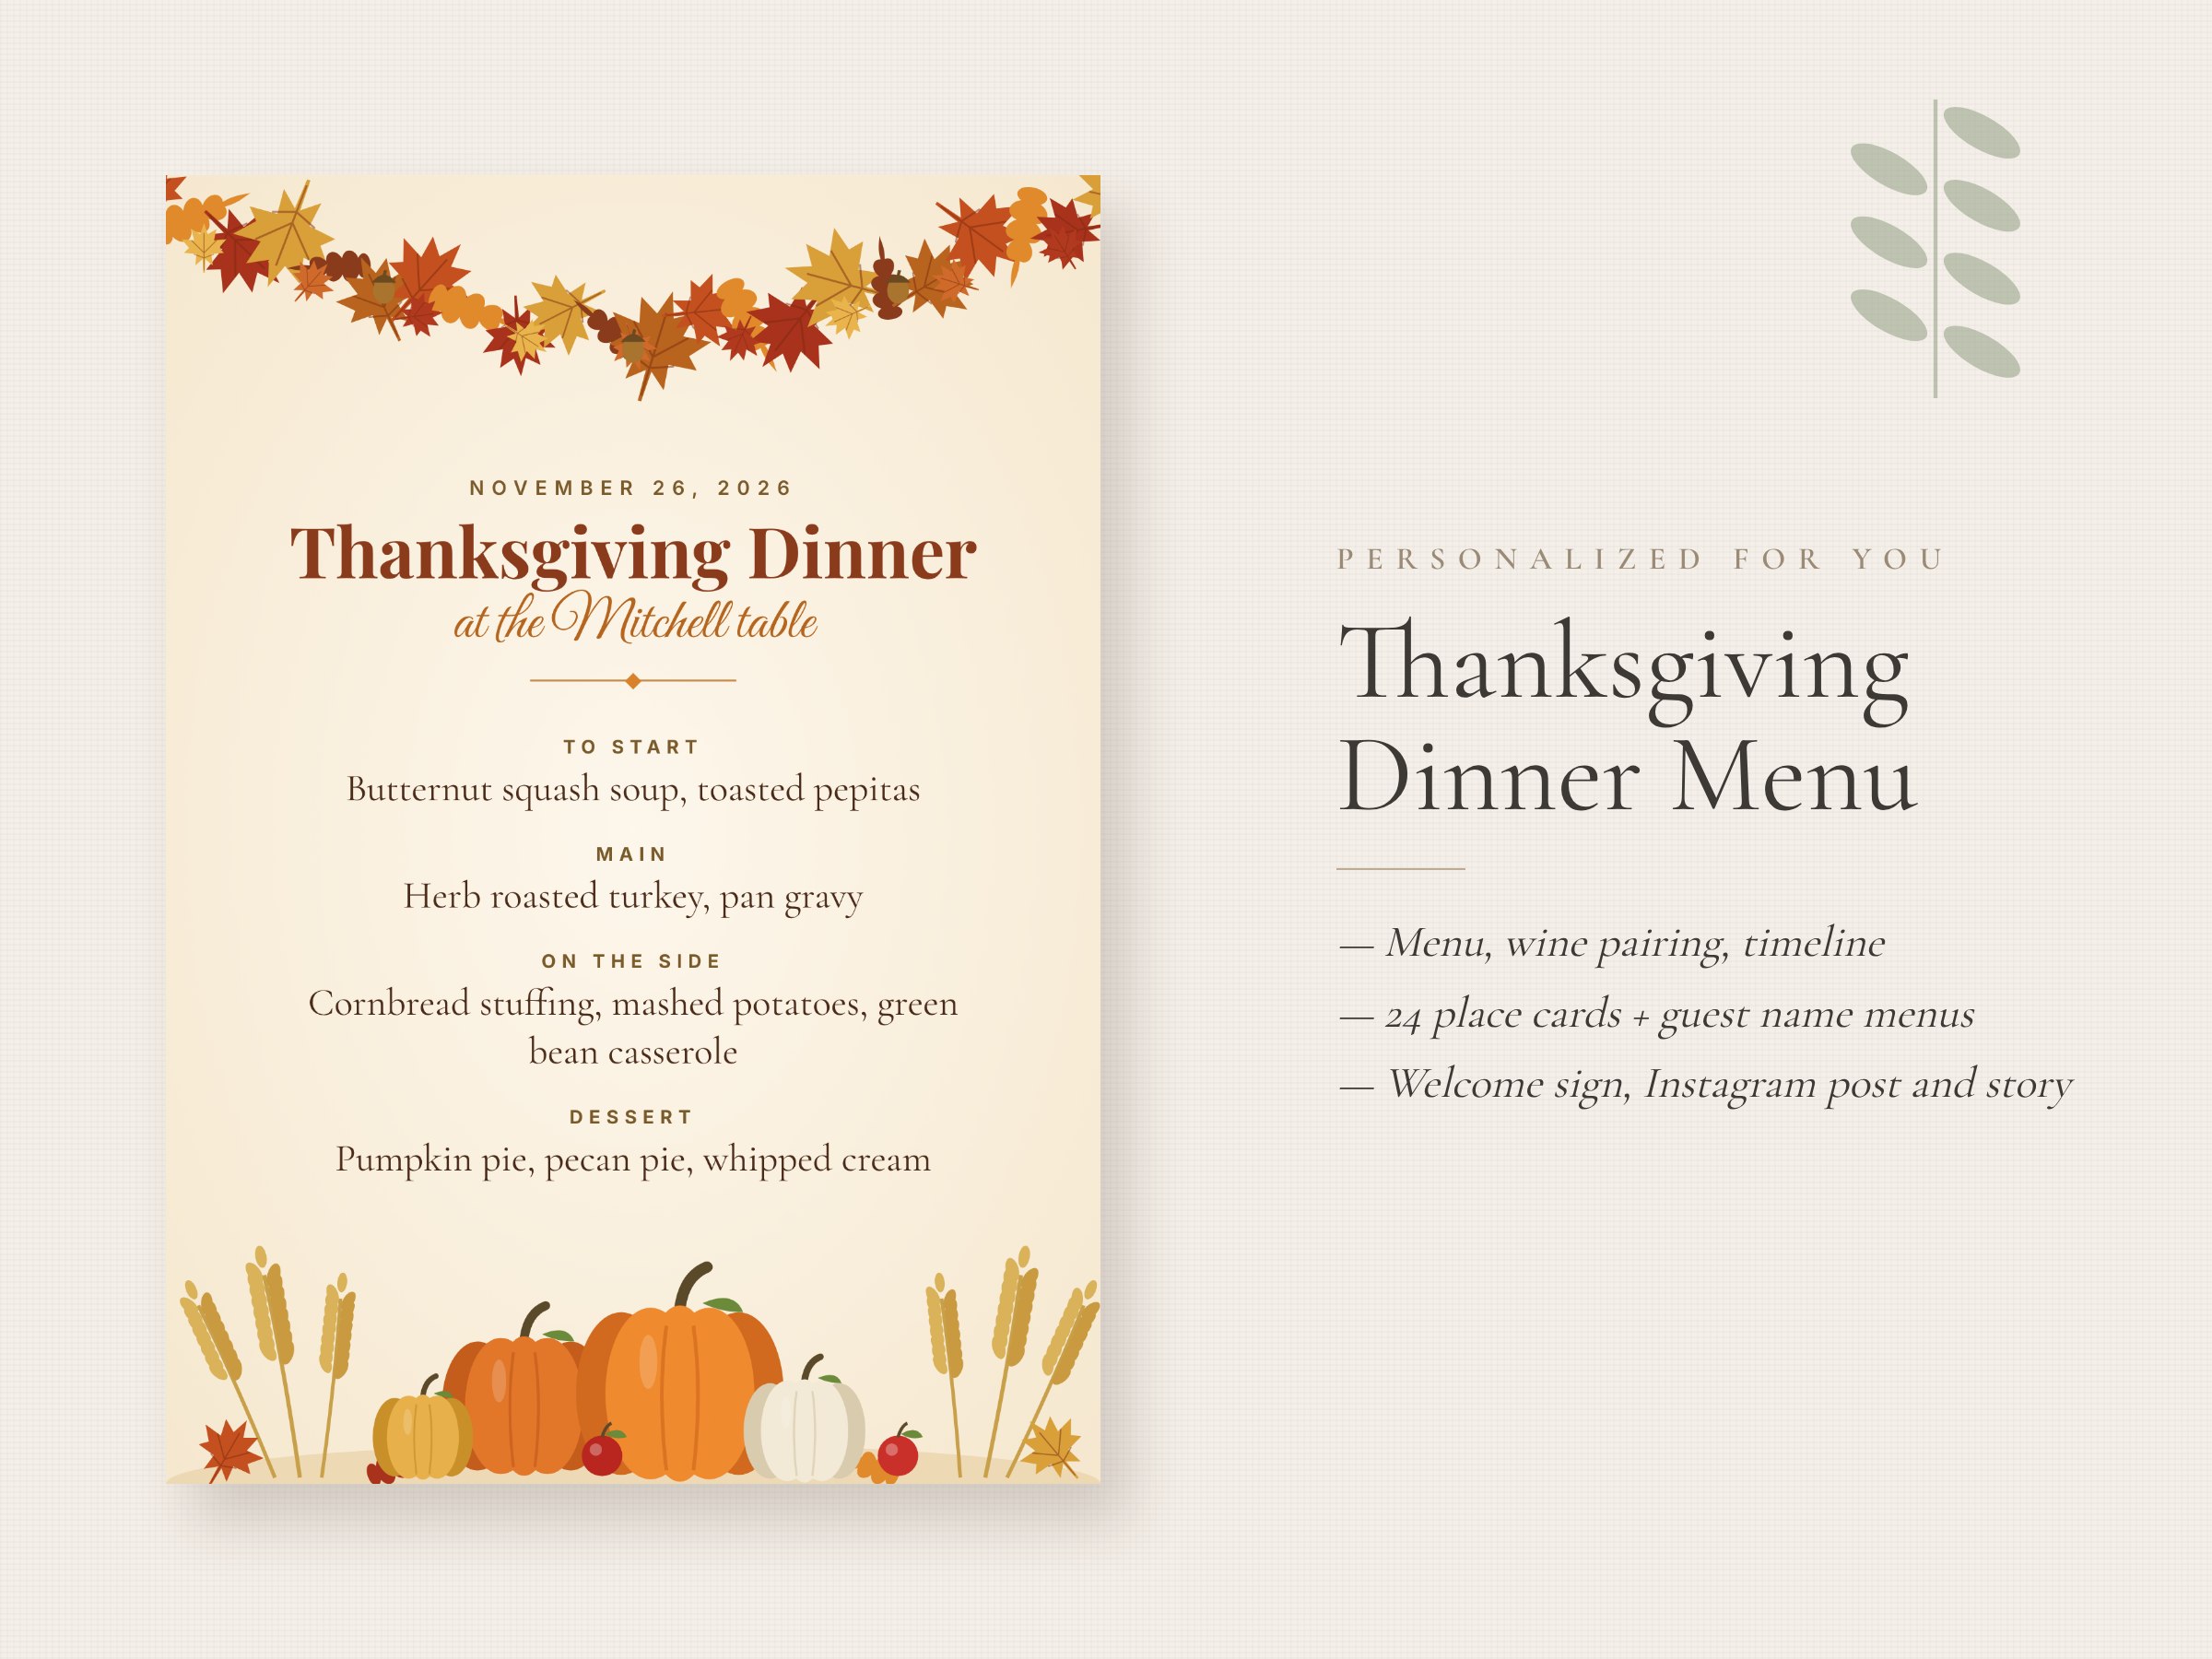 NOVEMBER 26, 2026
Thanksgiving Dinner
at the Mitchell table
TO START
Butternut squash soup, toasted pepitas
MAIN
Herb roasted turkey, pan gravy
ON THE SIDE
Cornbread stuffing, mashed potatoes, green
bean casserole
DESSERT
Pumpkin pie, pecan pie, whipped cream
PERSONALIZED FOR YOU
Thanksgiving
Dinner Menu
— Menu, wine pairing, timeline
— 24 place cards + guest name menus
— Welcome sign, Instagram post and story